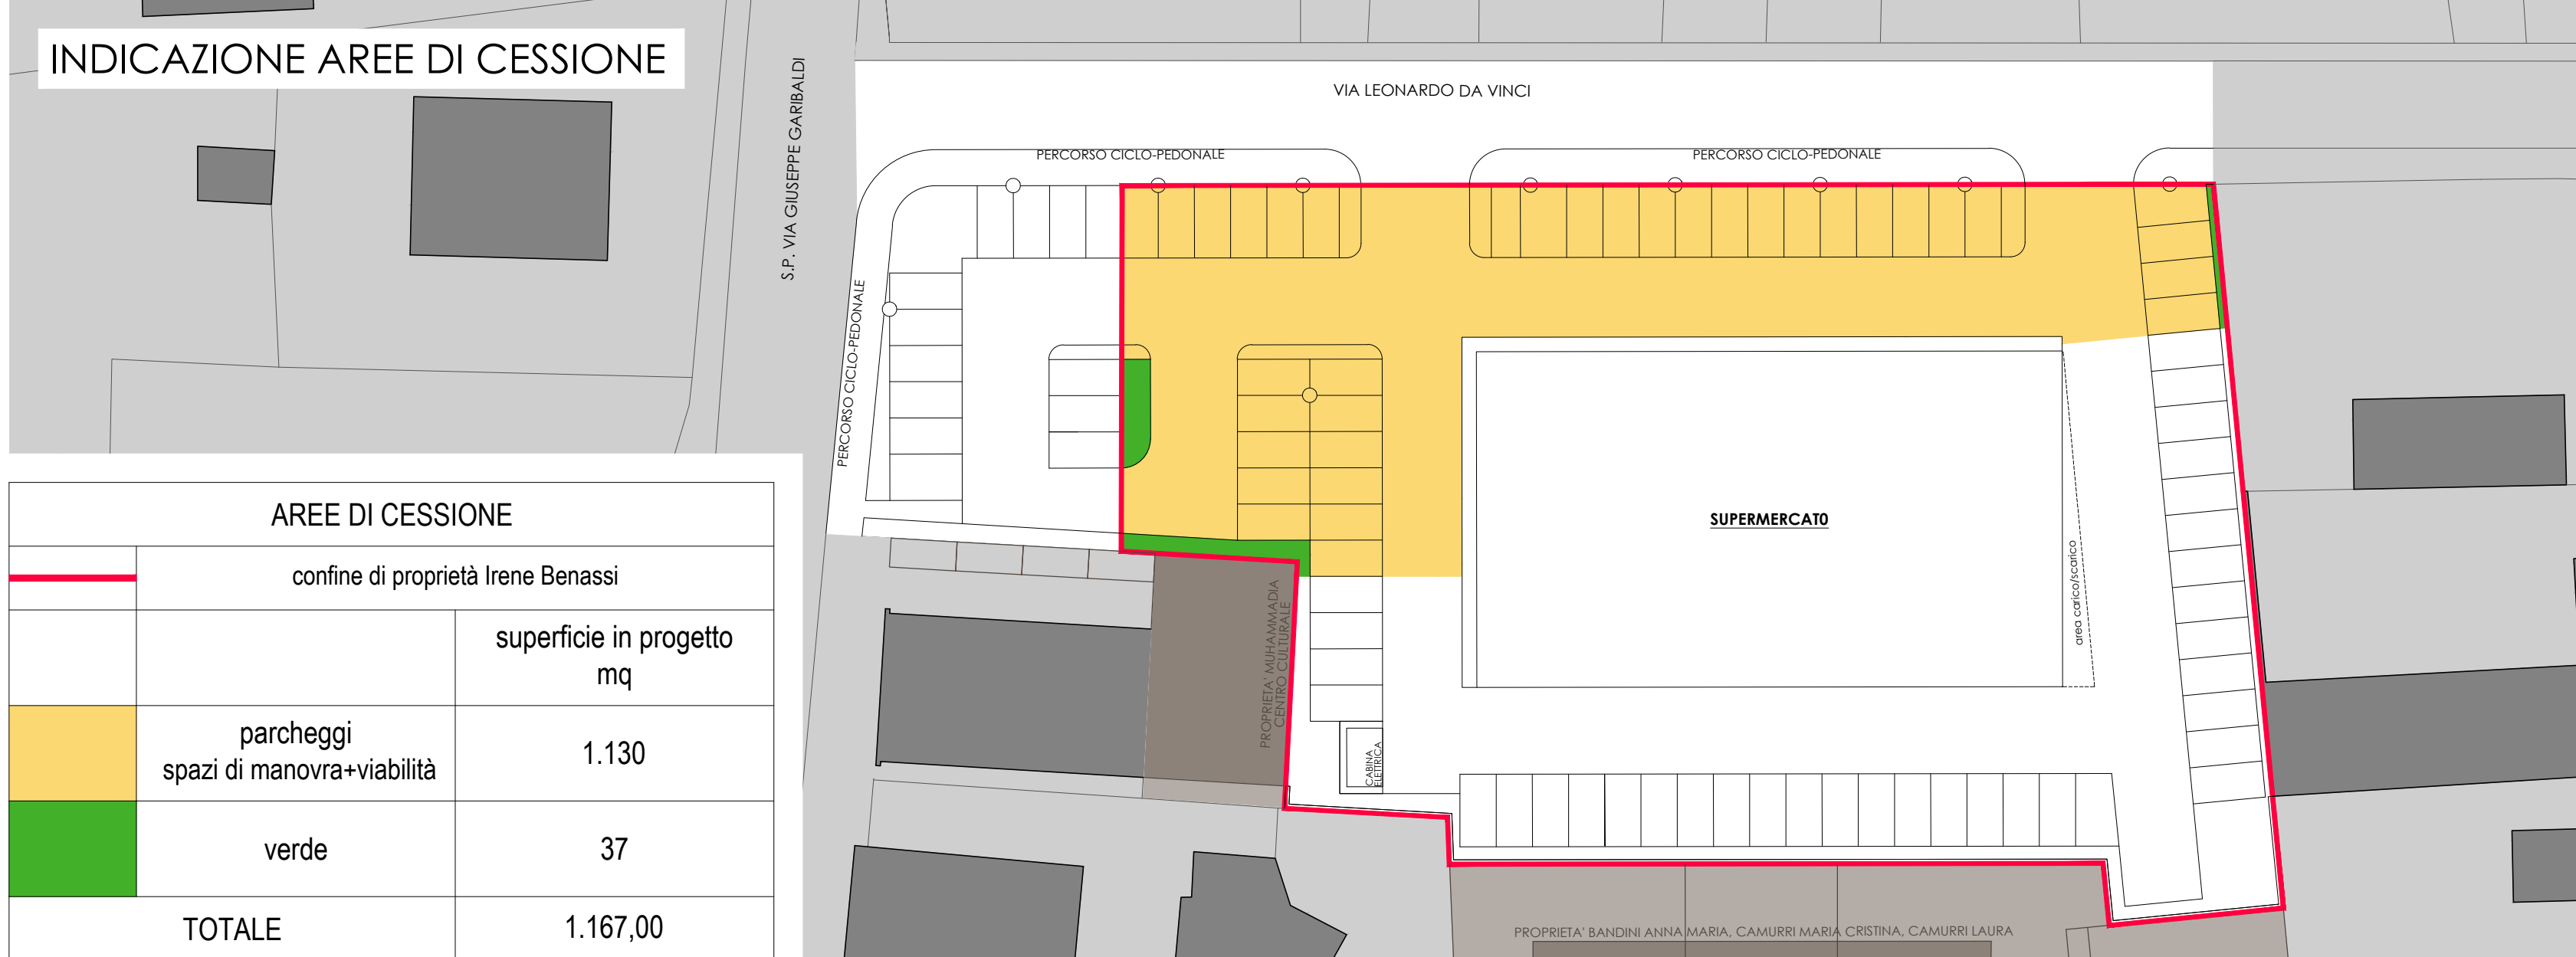 INDICAZIONE AREE DI CESSIONE
S.P. VIA GIUSEPPE GARIBALDI
VIA LEONARDO DA VINCI
PERCORSO CICLO-PEDONALE
PERCORSO CICLO-PEDONALE
PERCORSO CICLO-PEDONALE
SUPERMERCATO
area carico/scarico
PROPRIETA' MUHAMMADIA
CENTRO CULTURALE
CABINA
ELETTRICA
PROPRIETA' BANDINI ANNA MARIA, CAMURRI MARIA CRISTINA, CAMURRI LAURA
AREE DI CESSIONE
confine di proprietà Irene Benassi
superficie in progetto
mq
parcheggi
spazi di manovra+viabilità
1.130
verde
37
TOTALE
1.167,00